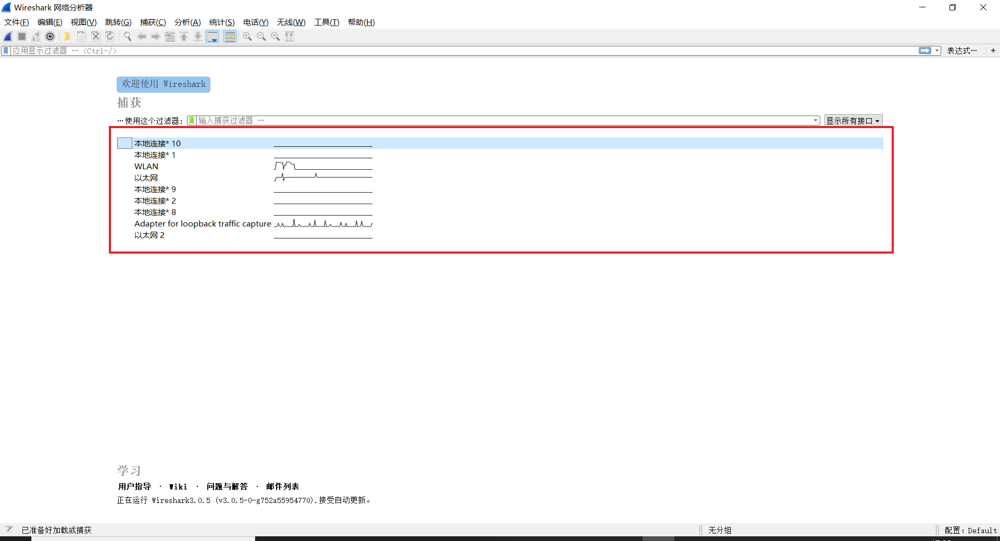 Wireshark 网络分析器
文件(F) 编辑(E) 视图(V) 跳转(G) 捕获(C) 分析(A) 统计(S) 电话(Y) 无线(W) 工具(T) 帮助(H)
应用显示过滤器 … <Ctrl-/> 表达式… +
欢迎使用 Wireshark
捕获
…使用这个过滤器: 输入捕获过滤器 … 显示所有接口
本地连接* 10
本地连接* 1
WLAN
以太网
本地连接* 9
本地连接* 2
本地连接* 8
Adapter for loopback traffic capture
以太网 2
学习
用户指导 · Wiki · 问题与解答 · 邮件列表
正在运行 Wireshark3.0.5 (v3.0.5-0-g752a55954770).接受自动更新。
已准备好加载或捕获 无分组 配置: Default